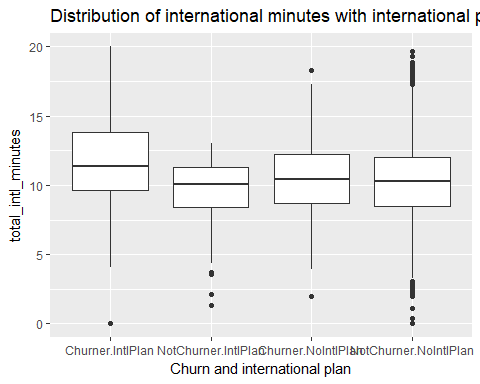 Distribution of international minutes with international p
total_intl_minutes
20
15
10
5
0
Churner.IntlPlan NotChurner.IntlPlan Churner.NoIntlPlan NotChurner.NoIntlPlan
Churn and international plan